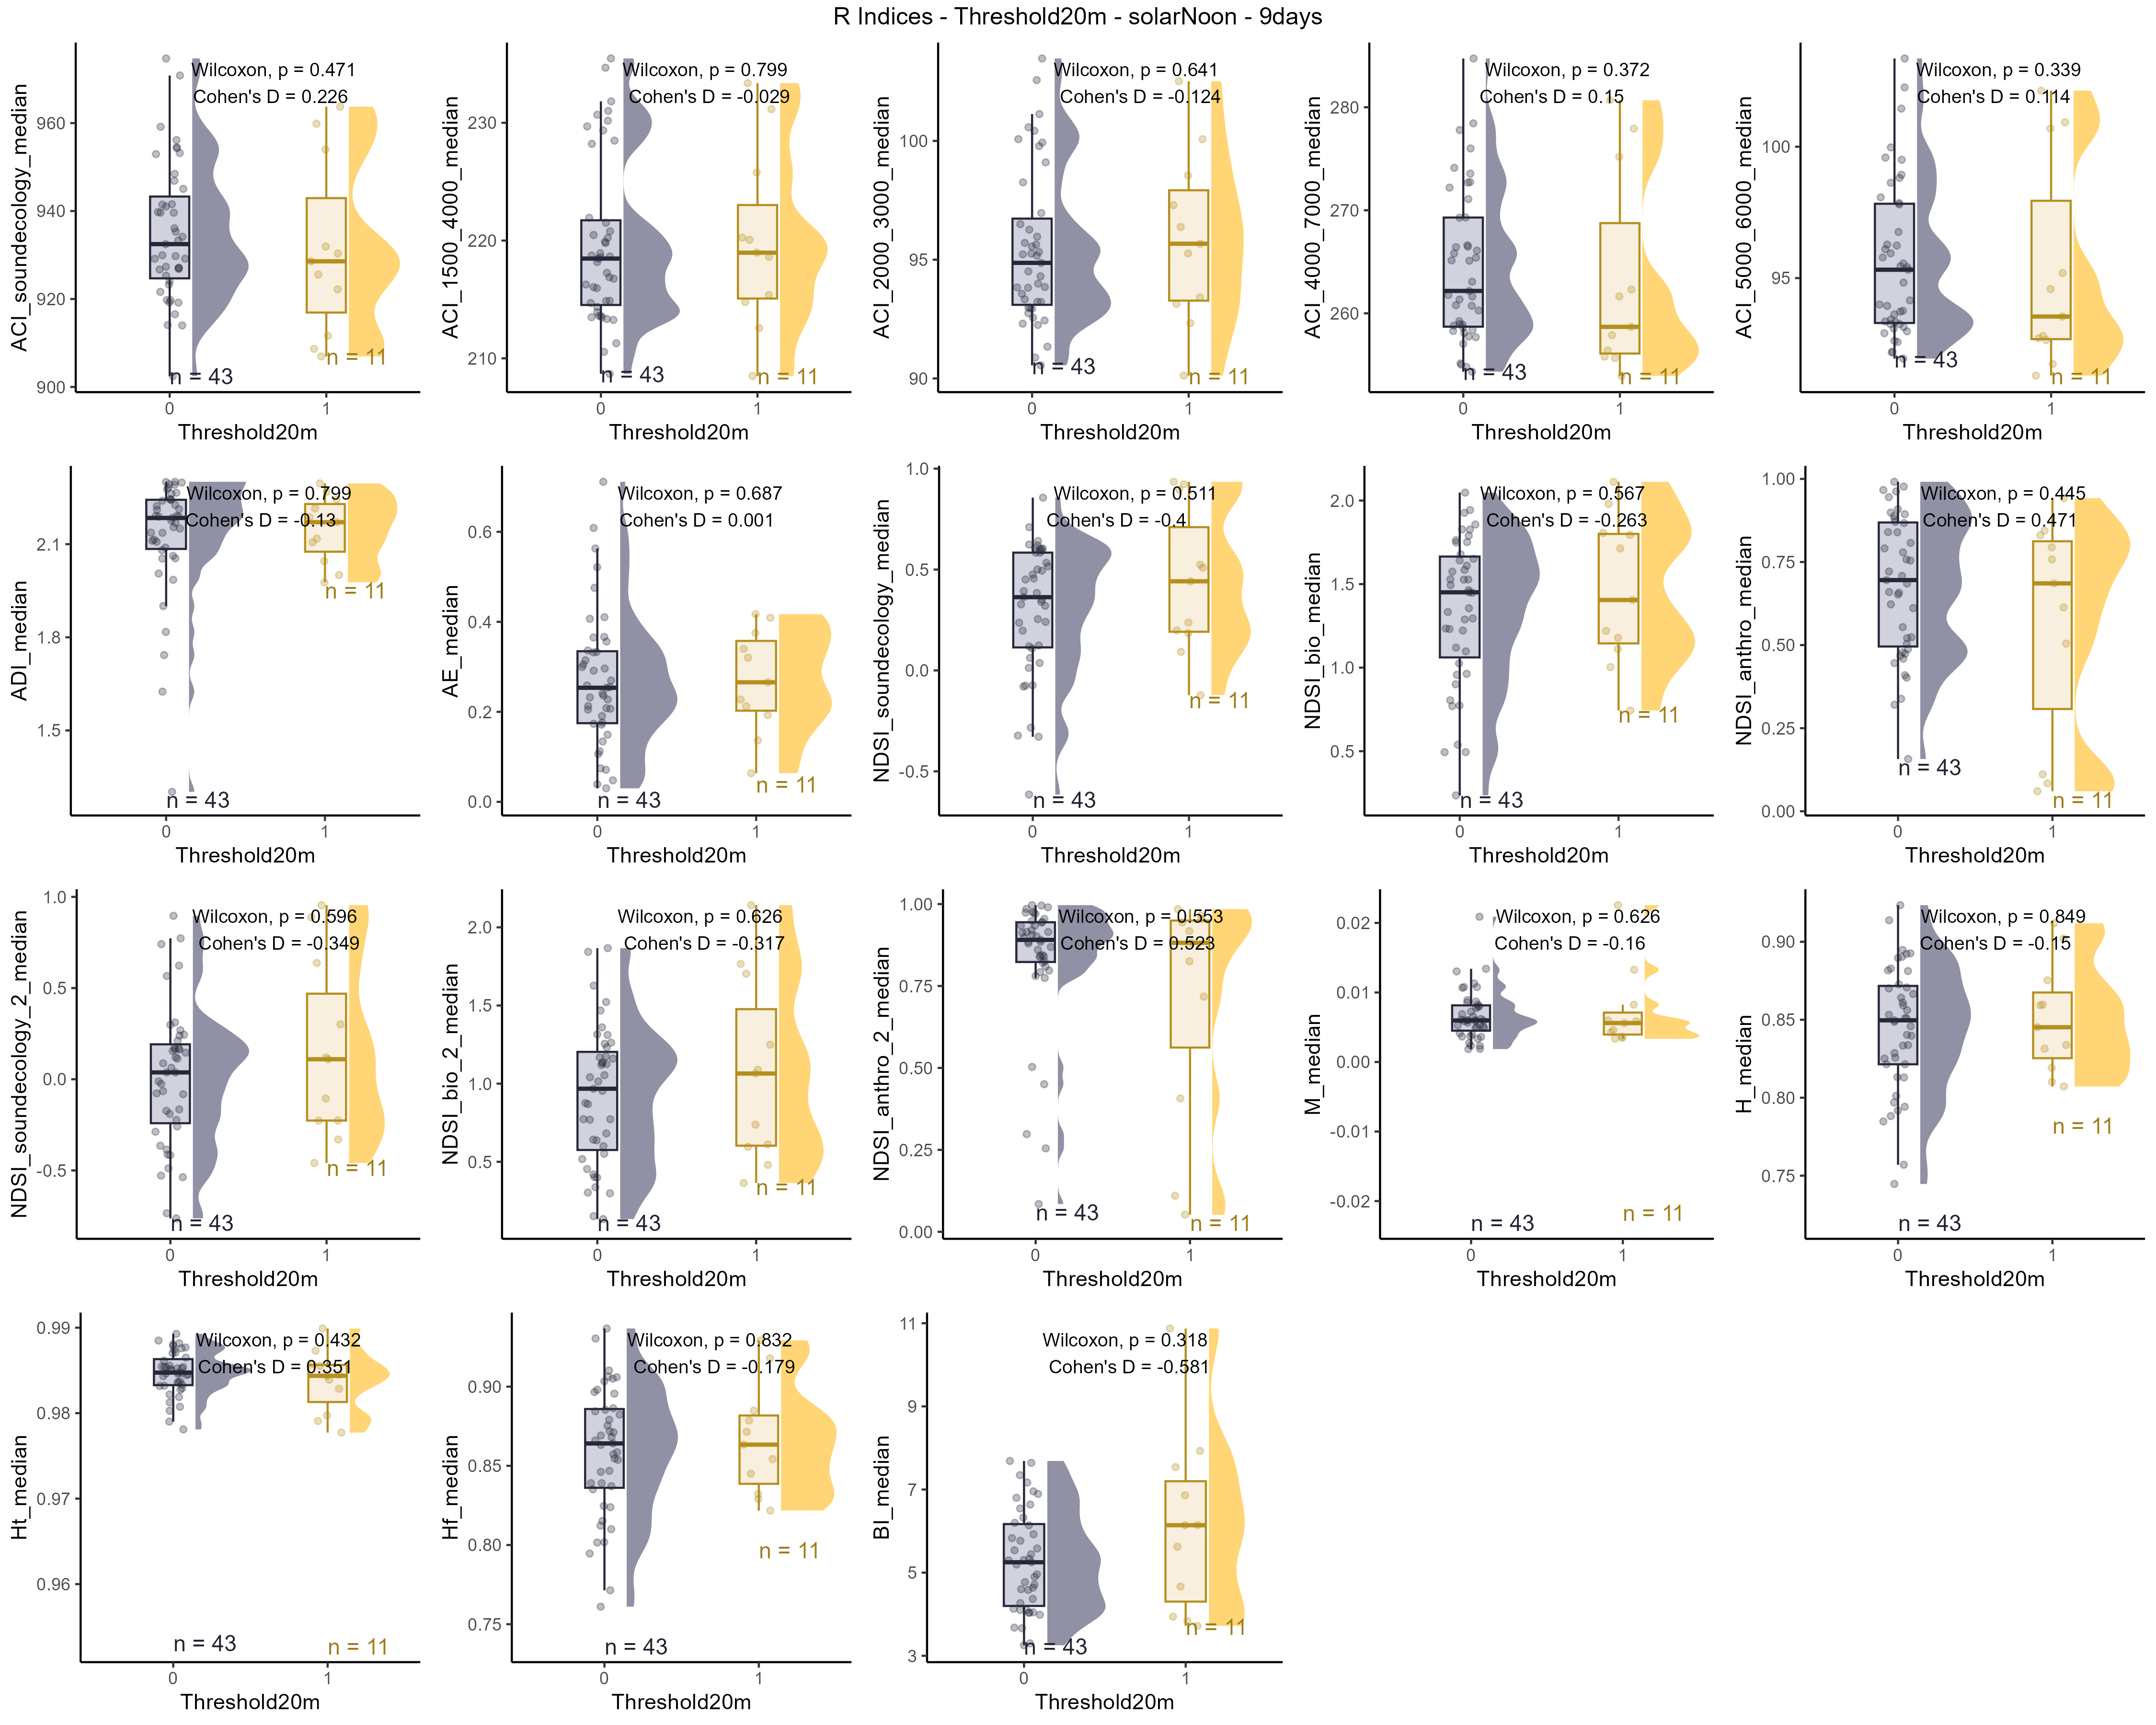 R Indices - Threshold20m - solarNoon - 9days
ACI_soundecology_median
Wilcoxon, p = 0.471
Cohen's D = 0.226
960
940
920
900
n = 43
n = 11
0
1
Threshold20m
ACI_1500_4000_median
Wilcoxon, p = 0.799
Cohen's D = -0.029
230
220
210
n = 43
n = 11
0
1
Threshold20m
ACI_2000_3000_median
Wilcoxon, p = 0.641
Cohen's D = -0.124
100
95
90
n = 43
n = 11
0
1
Threshold20m
ACI_4000_7000_median
Wilcoxon, p = 0.372
Cohen's D = 0.15
280
270
260
n = 43
n = 11
0
1
Threshold20m
ACI_5000_6000_median
Wilcoxon, p = 0.339
Cohen's D = 0.114
100
95
n = 43
n = 11
0
1
Threshold20m
ADI_median
Wilcoxon, p = 0.799
Cohen's D = -0.13
2.1
1.8
1.5
n = 43
n = 11
0
1
Threshold20m
AE_median
Wilcoxon, p = 0.687
Cohen's D = 0.001
0.6
0.4
0.2
0.0
n = 43
n = 11
0
1
Threshold20m
NDSI_soundecology_median
Wilcoxon, p = 0.511
Cohen's D = -0.4
1.0
0.5
0.0
-0.5
n = 43
n = 11
0
1
Threshold20m
NDSI_bio_median
Wilcoxon, p = 0.567
Cohen's D = -0.263
2.0
1.5
1.0
0.5
n = 43
n = 11
0
1
Threshold20m
NDSI_anthro_median
Wilcoxon, p = 0.445
Cohen's D = 0.471
1.00
0.75
0.50
0.25
0.00
n = 43
n = 11
0
1
Threshold20m
NDSI_soundecology_2_median
Wilcoxon, p = 0.596
Cohen's D = -0.349
1.0
0.5
0.0
-0.5
n = 43
n = 11
0
1
Threshold20m
NDSI_bio_2_median
Wilcoxon, p = 0.626
Cohen's D = -0.317
2.0
1.5
1.0
0.5
n = 43
n = 11
0
1
Threshold20m
NDSI_anthro_2_median
Wilcoxon, p = 0.553
Cohen's D = 0.523
1.00
0.75
0.50
0.25
0.00
n = 43
n = 11
0
1
Threshold20m
M_median
Wilcoxon, p = 0.626
Cohen's D = -0.16
0.02
0.01
0.00
-0.01
-0.02
n = 43
n = 11
0
1
Threshold20m
H_median
Wilcoxon, p = 0.849
Cohen's D = -0.15
0.90
0.85
0.80
0.75
n = 43
n = 11
0
1
Threshold20m
Ht_median
Wilcoxon, p = 0.432
Cohen's D = 0.351
0.99
0.98
0.97
0.96
n = 43
n = 11
0
1
Threshold20m
Hf_median
Wilcoxon, p = 0.832
Cohen's D = -0.179
0.90
0.85
0.80
0.75
n = 43
n = 11
0
1
Threshold20m
BI_median
Wilcoxon, p = 0.318
Cohen's D = -0.581
11
9
7
5
3
n = 43
n = 11
0
1
Threshold20m